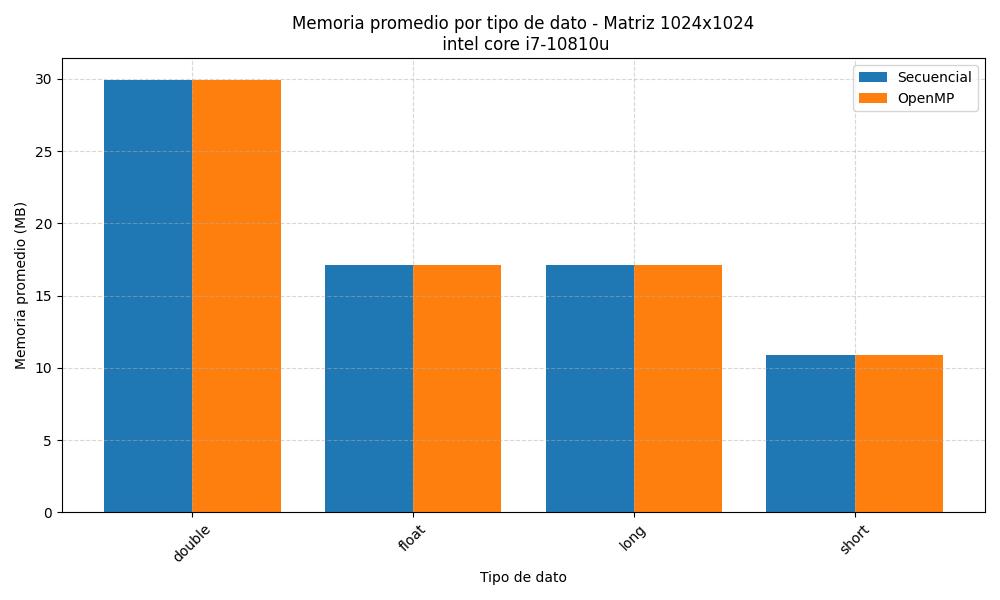 Memoria promedio por tipo de dato - Matriz 1024x1024
intel core i7-10810u
Secuencial
OpenMP
Memoria promedio (MB)
30
25
20
15
10
5
0
double
float
long
short
Tipo de dato